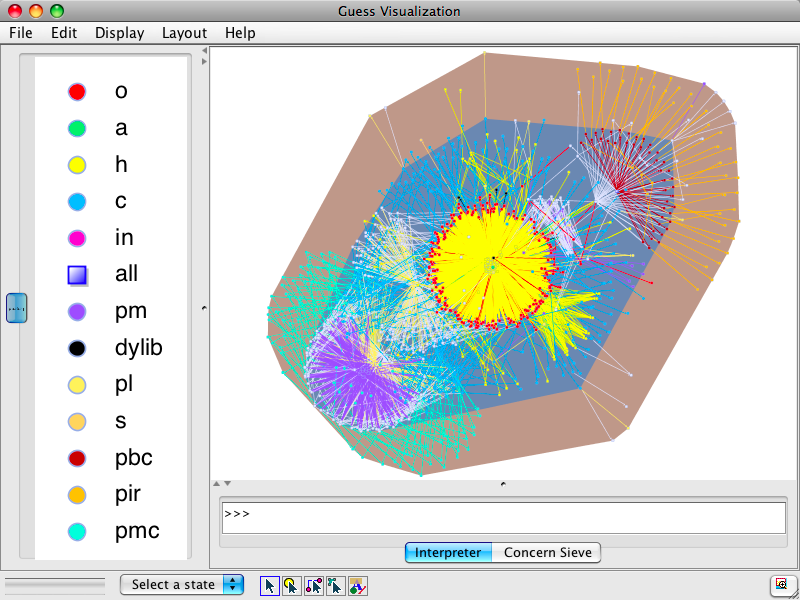 Guess Visualization
File Edit Display Layout Help
o
a
h
c
in
all
pm
dylib
pl
s
pbc
pir
pmc
>>>
Interpreter Concern Sieve
Select a state